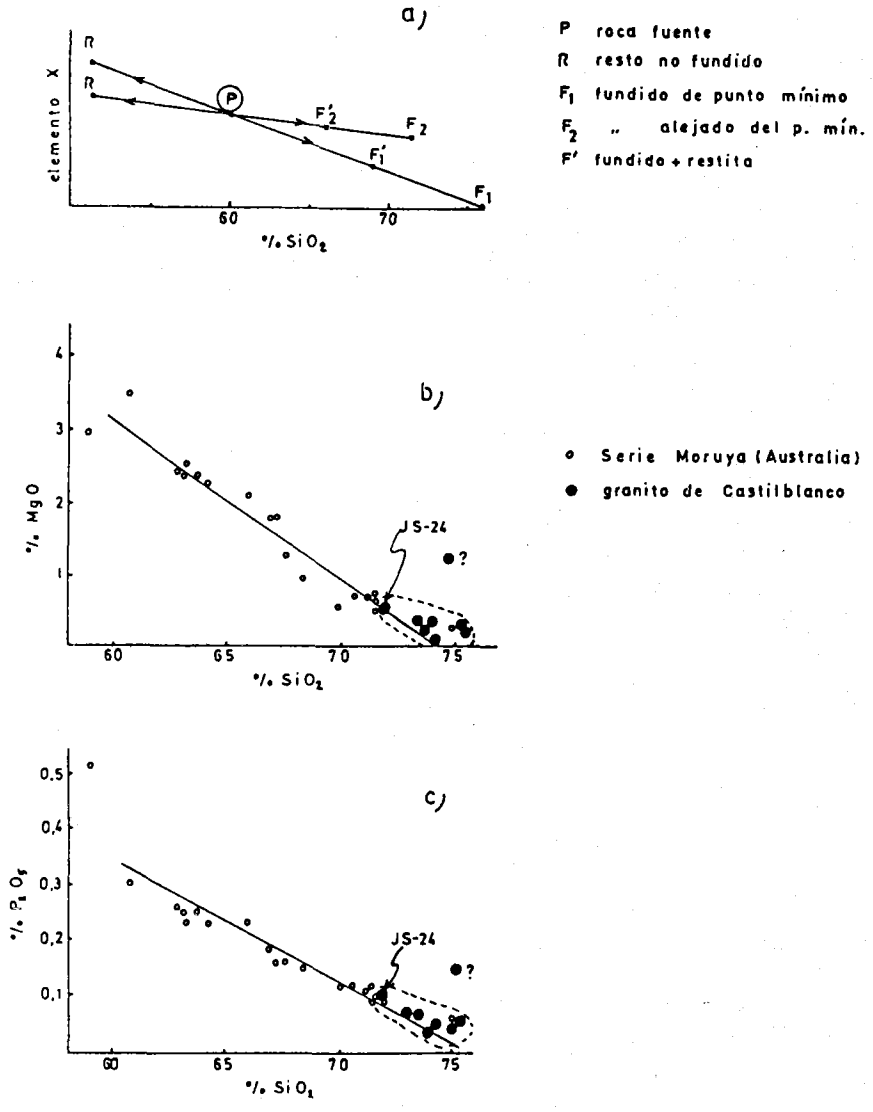 a)
P roca fuente
R resto no fundido
F₁ fundido de punto mínimo
F₂ " alejado del p. mín.
F' fundido + restita
elemento X
R
R
P
F'₂
F₂
F'₁
F₁
60
70
% SiO₂
b)
% MgO
4
3
2
1
JS-24
?
60
65
70
75
% SiO₂
○ Serie Moruya (Australia)
● granito de Castilblanco
c)
% P₂O₅
0,5
0,4
0,3
0,2
0,1
JS-24
?
60
65
70
75
% SiO₂